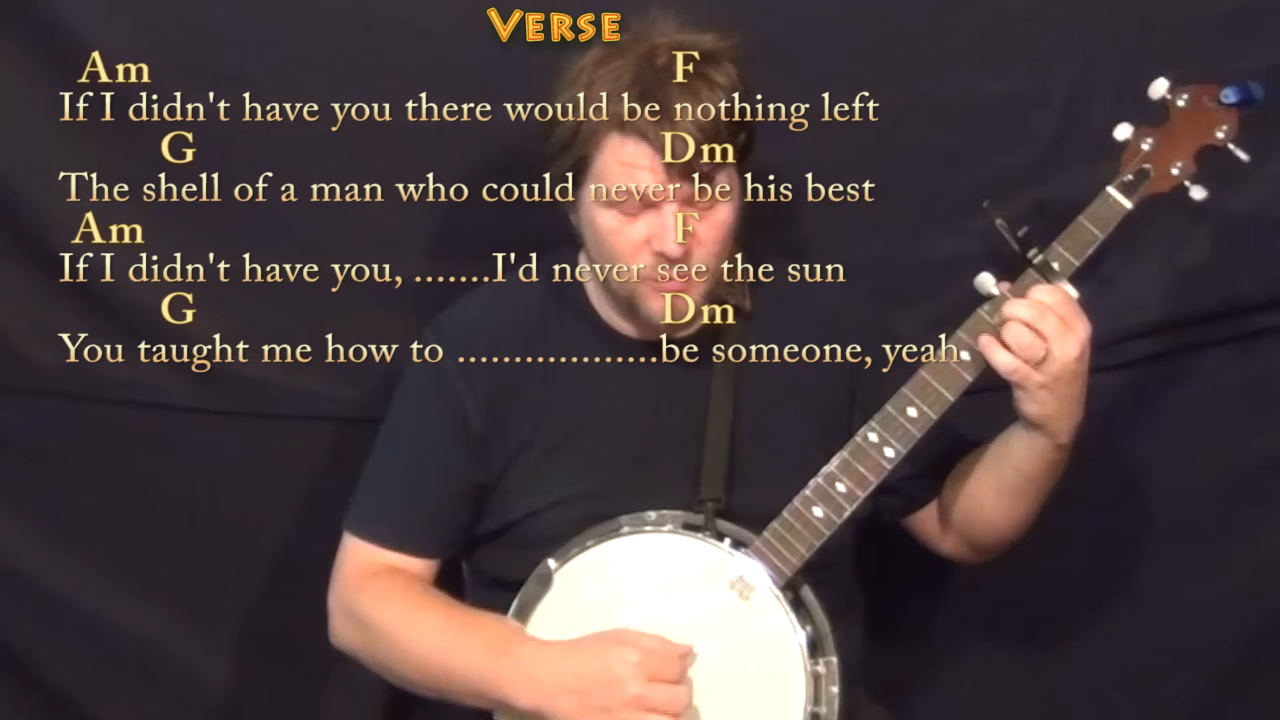 VERSE
Am F
If I didn't have you there would be nothing left
G Dm
The shell of a man who could never be his best
Am F
If I didn't have you, .......I'd never see the sun
G Dm
You taught me how to ..................be someone, yeah